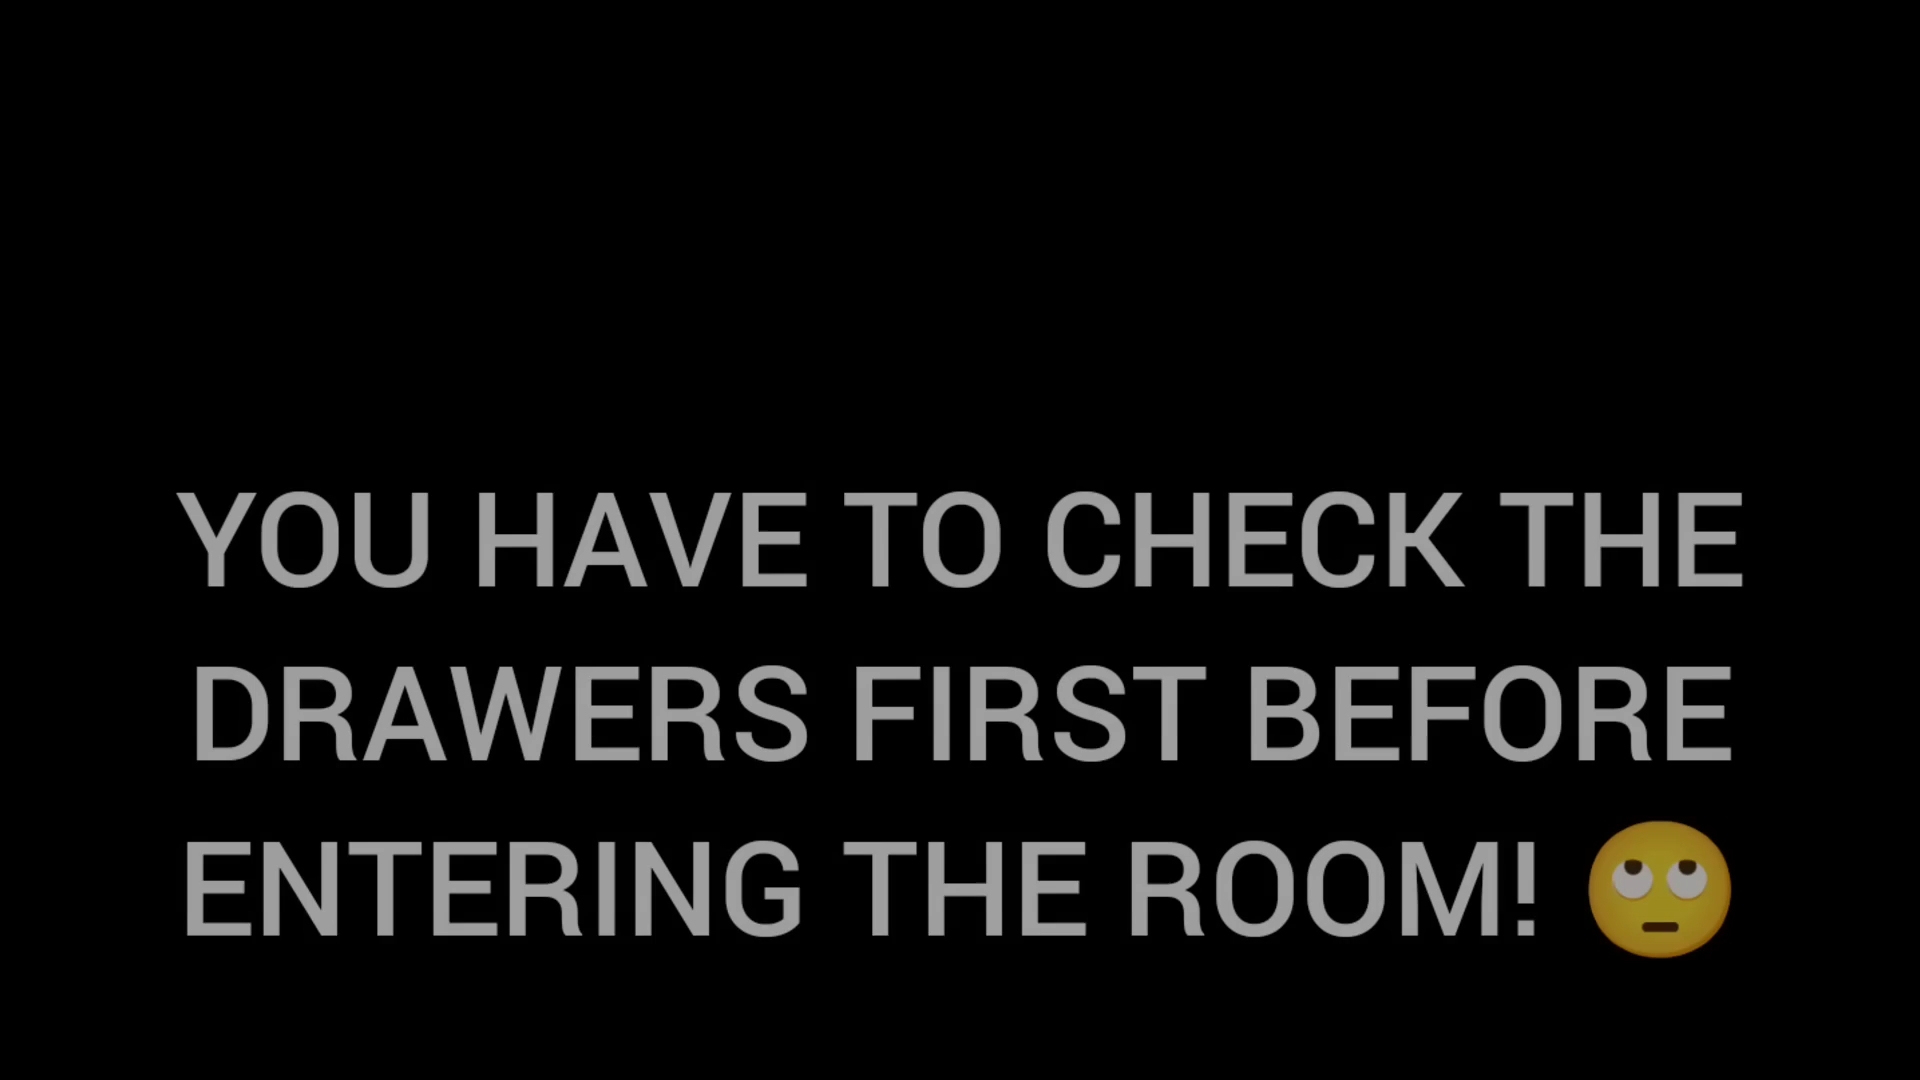 YOU HAVE TO CHECK THE
DRAWERS FIRST BEFORE
ENTERING THE ROOM! 🙄